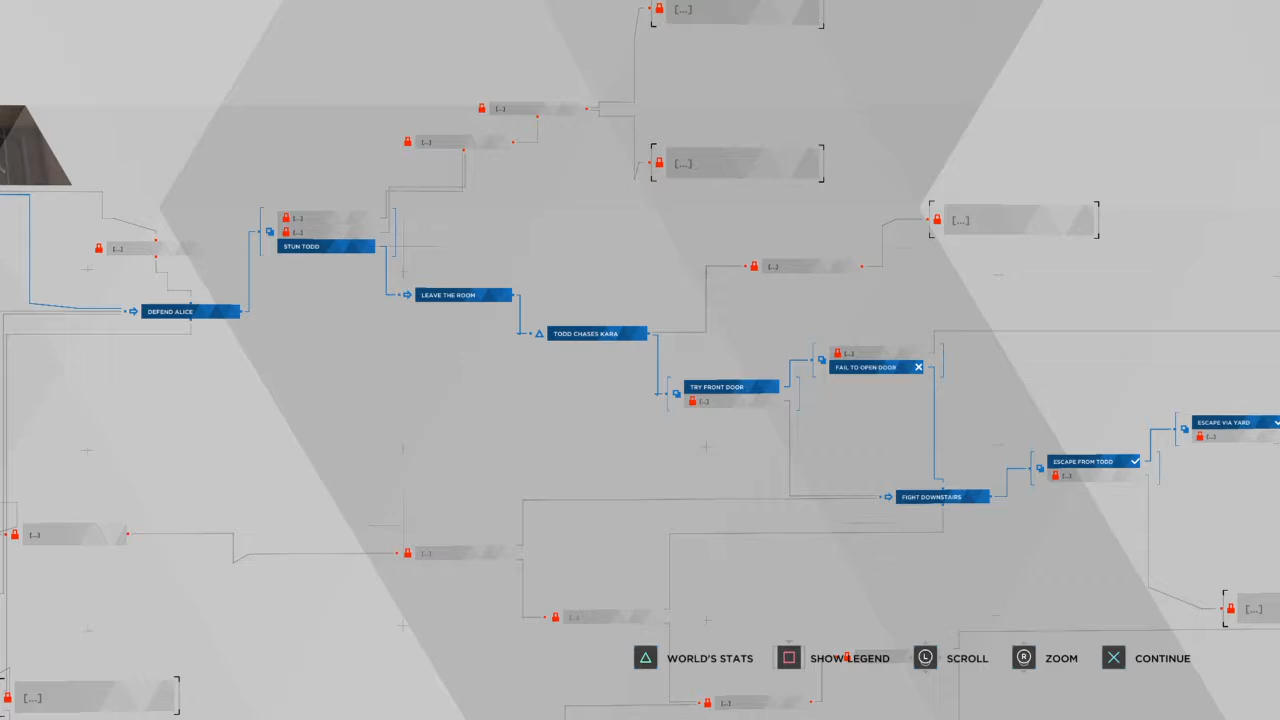 [...]
[...]
[...]
[...]
[...]
[...]
[...]
STUN TODD
[...]
[...]
LEAVE THE ROOM
DEFEND ALICE
TODD CHASES KARA
[...]
FAIL TO OPEN DOOR
TRY FRONT DOOR
[...]
ESCAPE VIA YARD
[...]
ESCAPE FROM TODD
[...]
FIGHT DOWNSTAIRS
[...]
[...]
[...]
[...]
WORLD'S STATS
SHOW LEGEND
L
SCROLL
R
ZOOM
CONTINUE
[...]
[...]